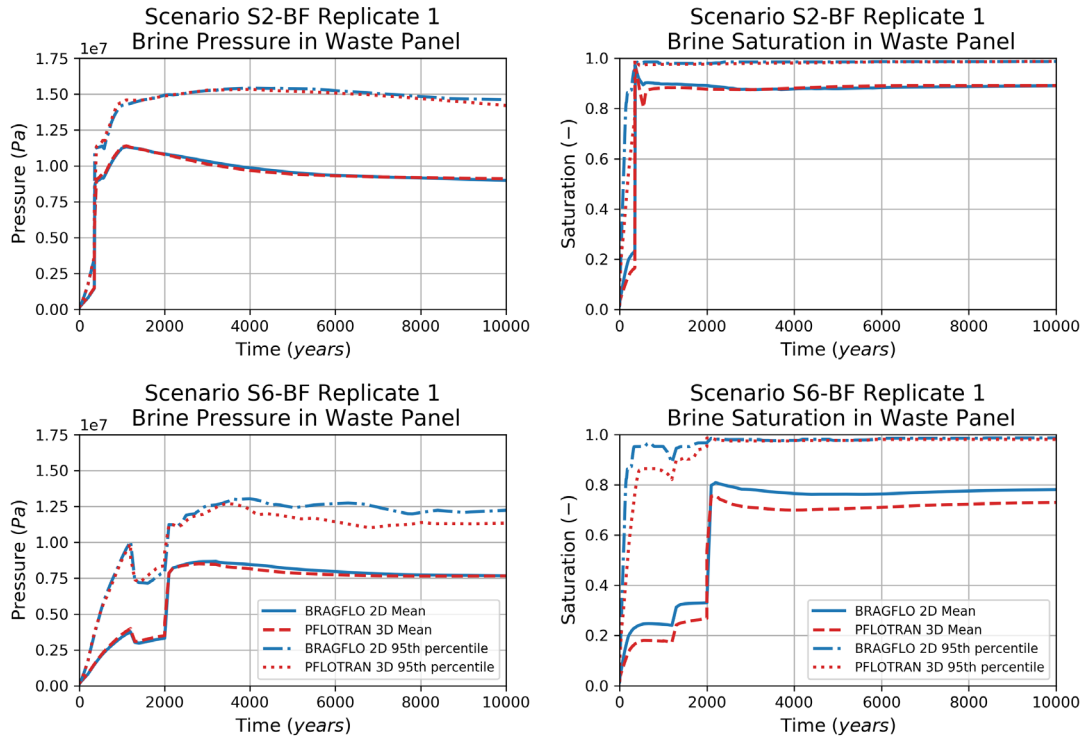 Scenario S2-BF Replicate 1
Brine Pressure in Waste Panel
1e7
1.75
1.50
1.25
1.00
0.75
0.50
0.25
0.00
Pressure (Pa)
0
2000
4000
6000
8000
10000
Time (years)
Scenario S2-BF Replicate 1
Brine Saturation in Waste Panel
1.0
0.8
0.6
0.4
0.2
0.0
Saturation (−)
0
2000
4000
6000
8000
10000
Time (years)
Scenario S6-BF Replicate 1
Brine Pressure in Waste Panel
1e7
1.75
1.50
1.25
1.00
0.75
0.50
0.25
0.00
Pressure (Pa)
BRAGFLO 2D Mean
PFLOTRAN 3D Mean
BRAGFLO 2D 95th percentile
PFLOTRAN 3D 95th percentile
0
2000
4000
6000
8000
10000
Time (years)
Scenario S6-BF Replicate 1
Brine Saturation in Waste Panel
1.0
0.8
0.6
0.4
0.2
0.0
Saturation (−)
BRAGFLO 2D Mean
PFLOTRAN 3D Mean
BRAGFLO 2D 95th percentile
PFLOTRAN 3D 95th percentile
0
2000
4000
6000
8000
10000
Time (years)